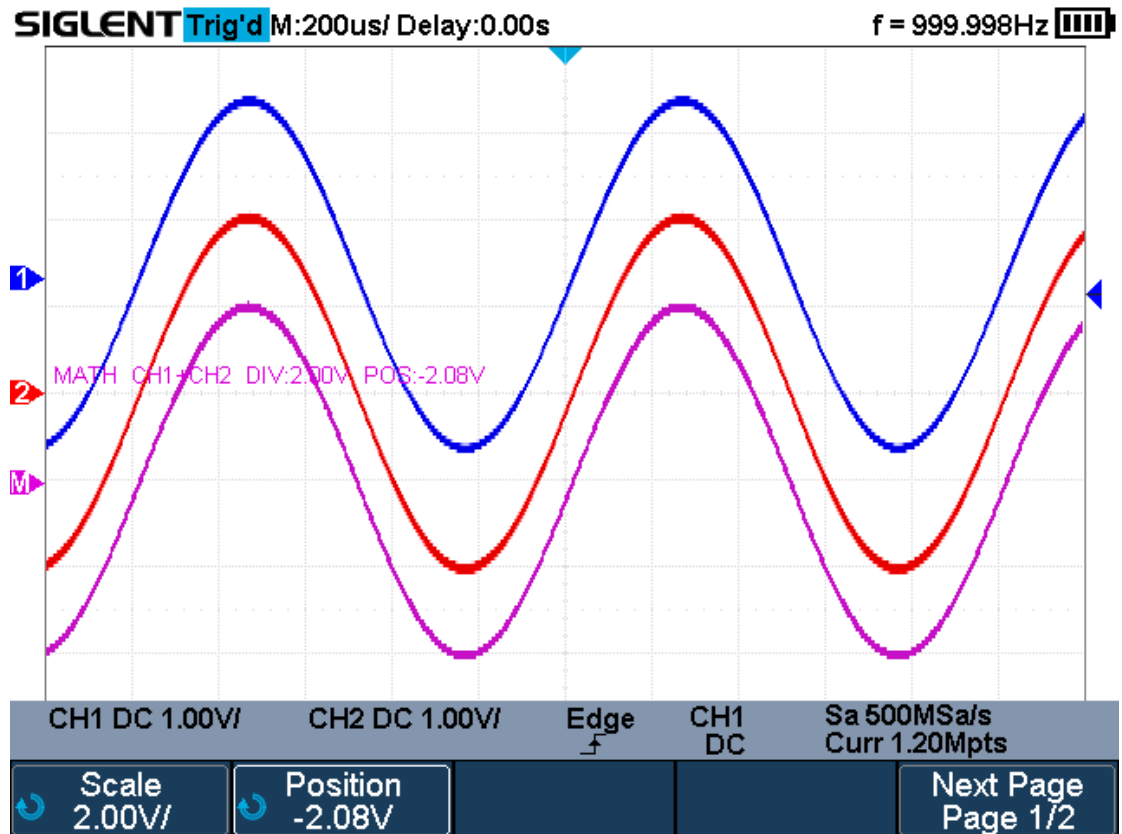 SIGLENT Trig'd M:200us/ Delay:0.00s f = 999.998Hz
1
MATH CH1+CH2 DIV:2.00V POS:-2.08V
2
M
CH1 DC 1.00V/ CH2 DC 1.00V/ Edge CH1 Sa 500MSa/s
DC Curr 1.20Mpts
Scale Position Next Page
2.00V/ -2.08V Page 1/2